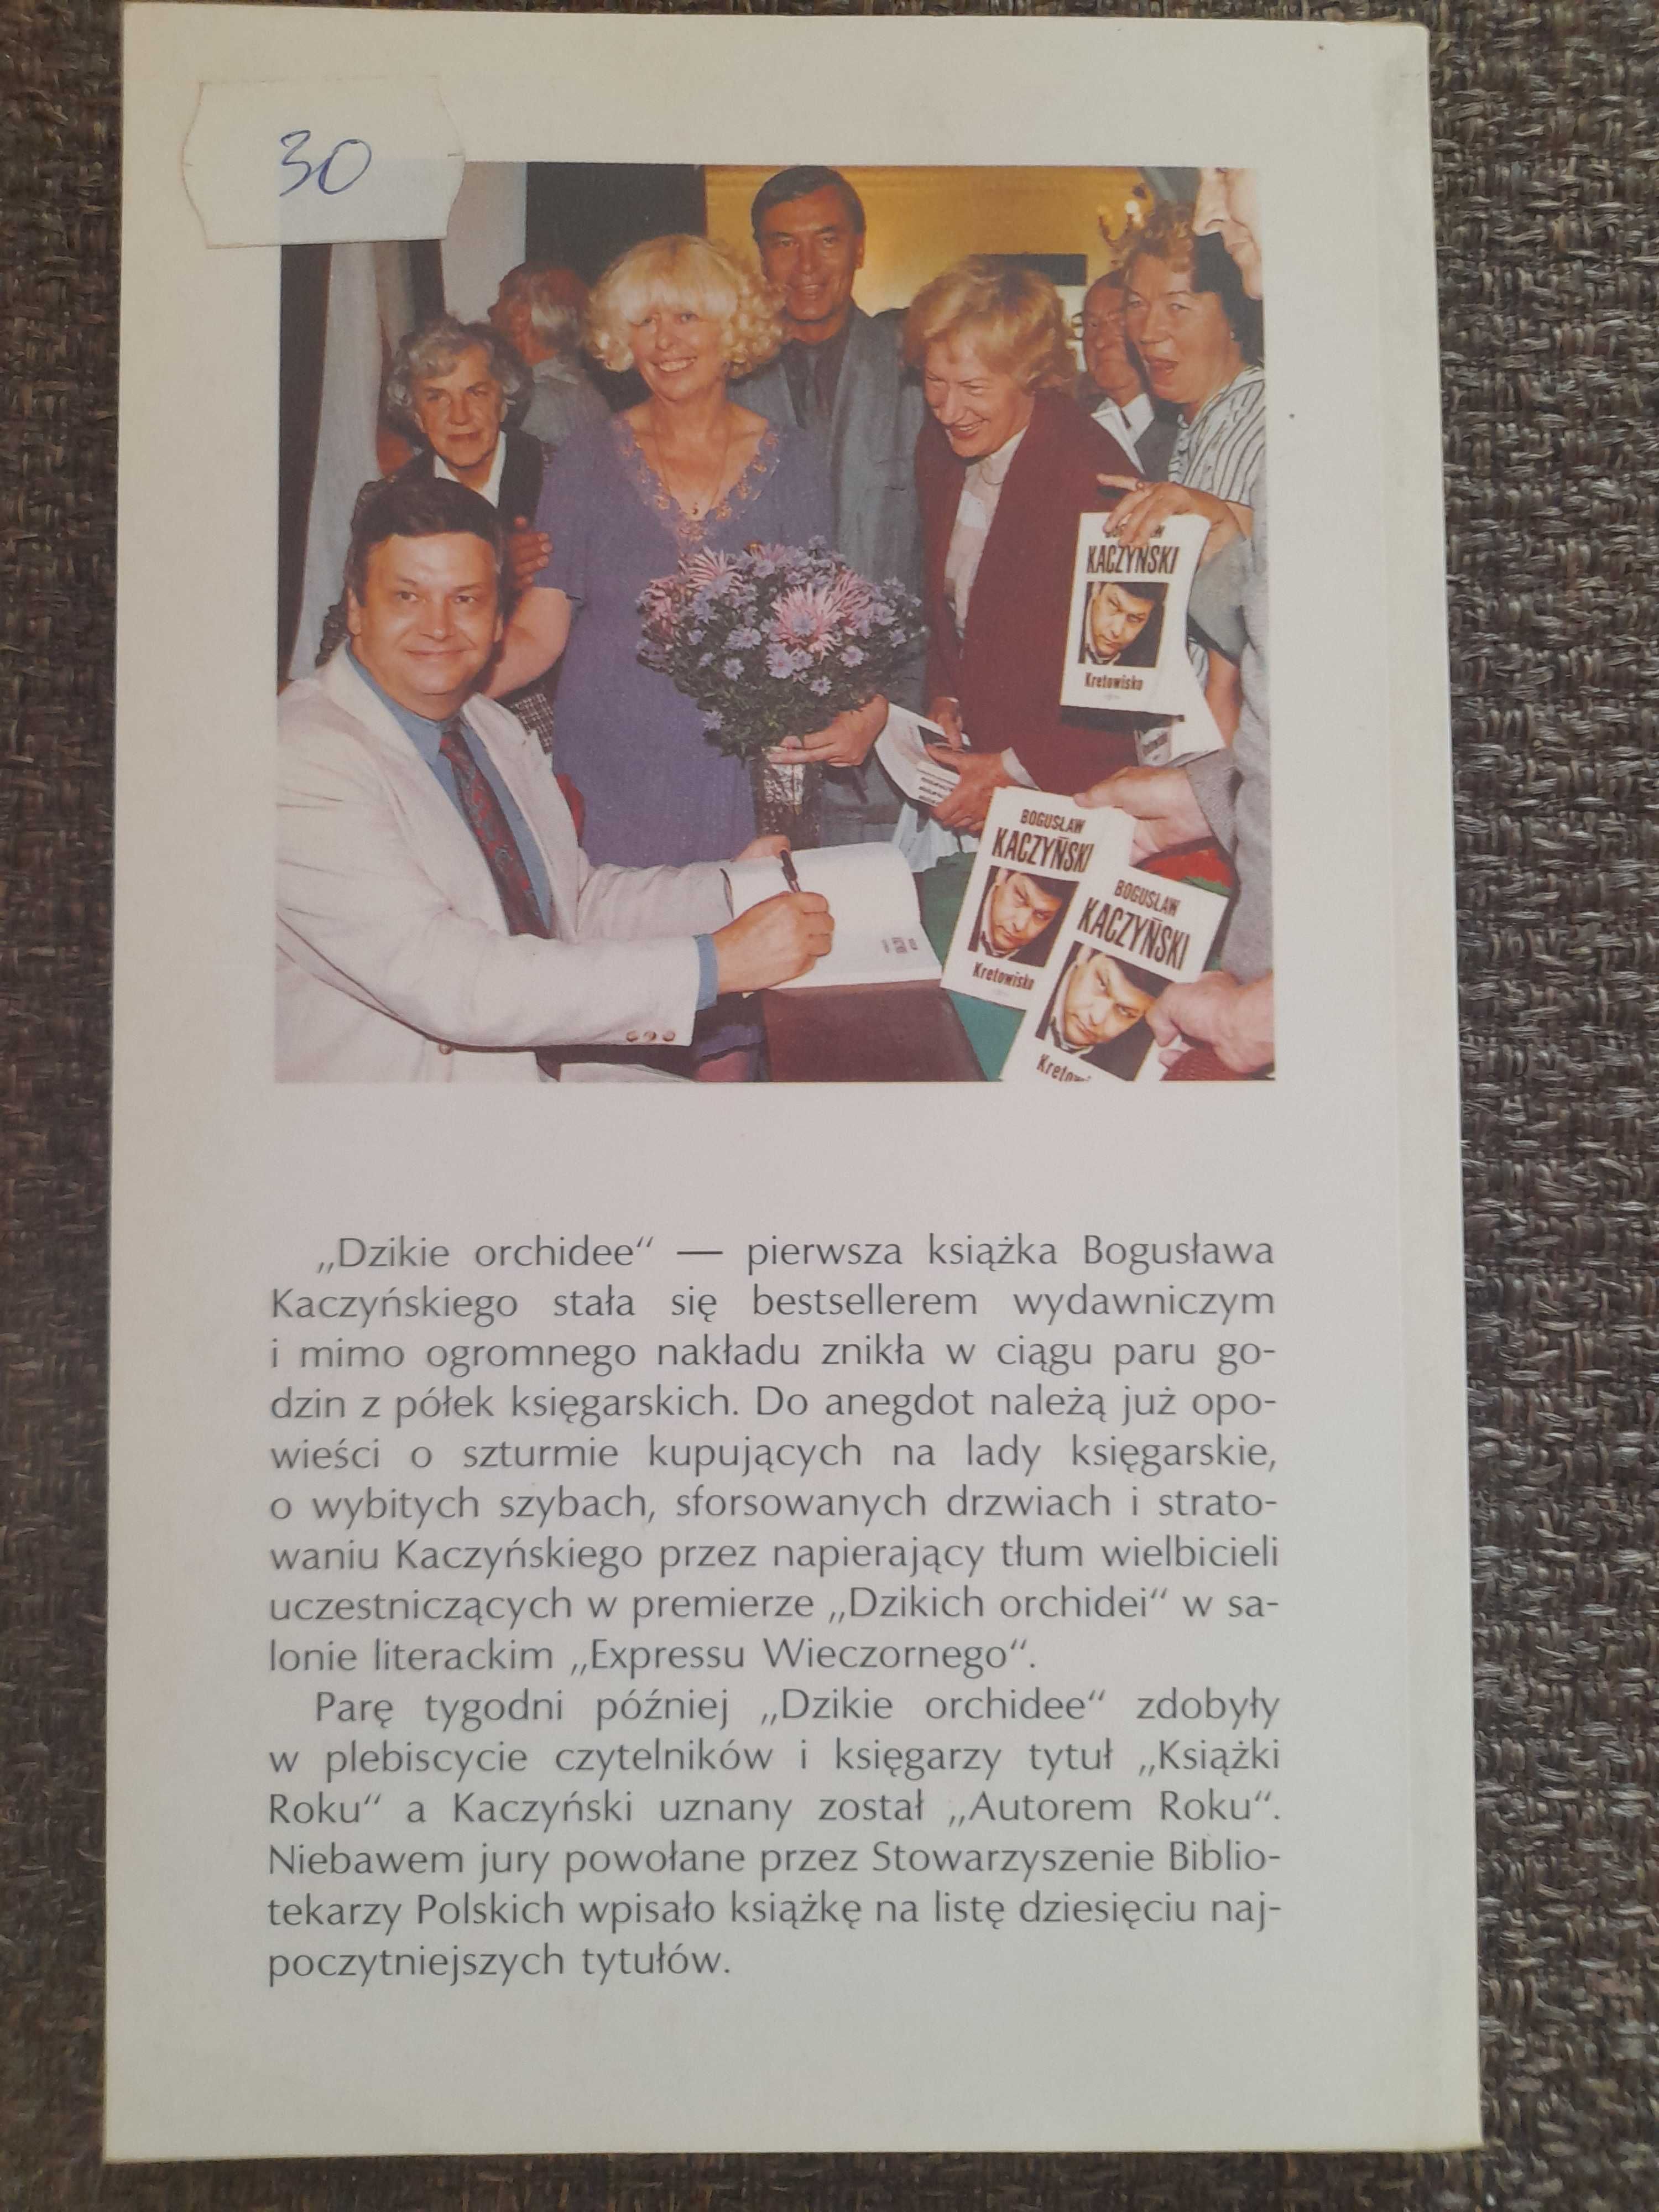 30
KACZYŃSKI
Kretowisko
BOGUSŁAW
KACZYŃSKI
Kretowisko
BOGUSŁAW
KACZYŃSKI
„Dzikie orchidee“ — pierwsza książka Bogusława
Kaczyńskiego stała się bestsellerem wydawniczym
i mimo ogromnego nakładu znikła w ciągu paru go-
dzin z półek księgarskich. Do anegdot należą już opo-
wieści o szturmie kupujących na lady księgarskie,
o wybitych szybach, sforsowanych drzwiach i strato-
waniu Kaczyńskiego przez napierający tłum wielbicieli
uczestniczących w premierze „Dzikich orchidei“ w sa-
lonie literackim „Expressu Wieczornego“.
Parę tygodni później „Dzikie orchidee“ zdobyły
w plebiscycie czytelników i księgarzy tytuł „Książki
Roku“ a Kaczyński uznany został „Autorem Roku“.
Niebawem jury powołane przez Stowarzyszenie Biblio-
tekarzy Polskich wpisało książkę na listę dziesięciu naj-
poczytniejszych tytułów.